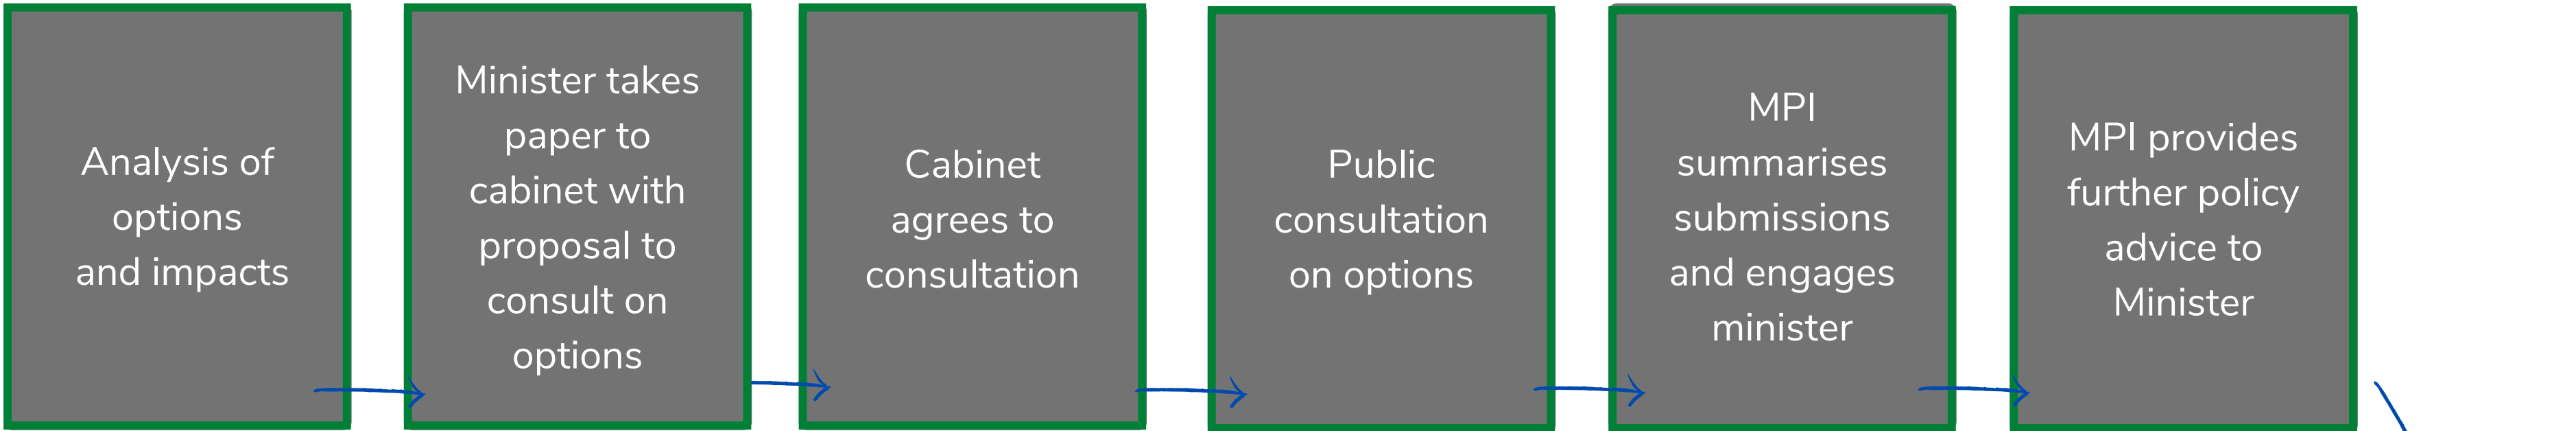 Analysis of
options
and impacts
Minister takes
paper to
cabinet with
proposal to
consult on
options
Cabinet
agrees to
consultation
Public
consultation
on options
MPI
summarises
submissions
and engages
minister
MPI provides
further policy
advice to
Minister